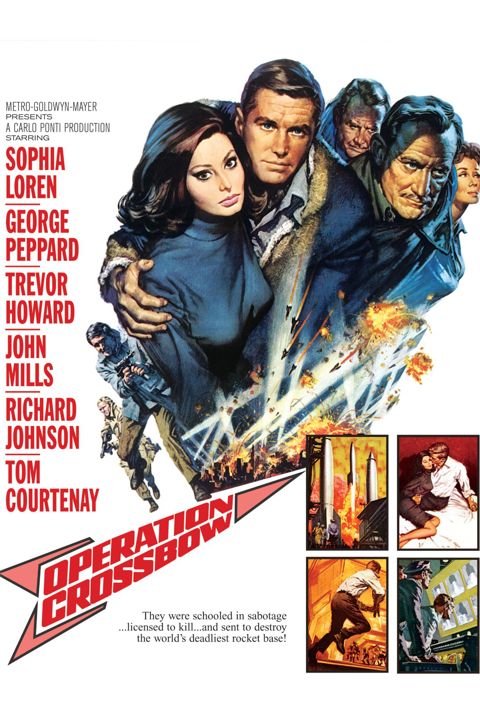 METRO-GOLDWYN-MAYER
PRESENTS
A CARLO PONTI PRODUCTION
STARRING
SOPHIA
LOREN
GEORGE
PEPPARD
TREVOR
HOWARD
JOHN
MILLS
RICHARD
JOHNSON
TOM
COURTENAY
OPERATION
CROSSBOW
They were schooled in sabotage
...licensed to kill...and sent to destroy
the world's deadliest rocket base!